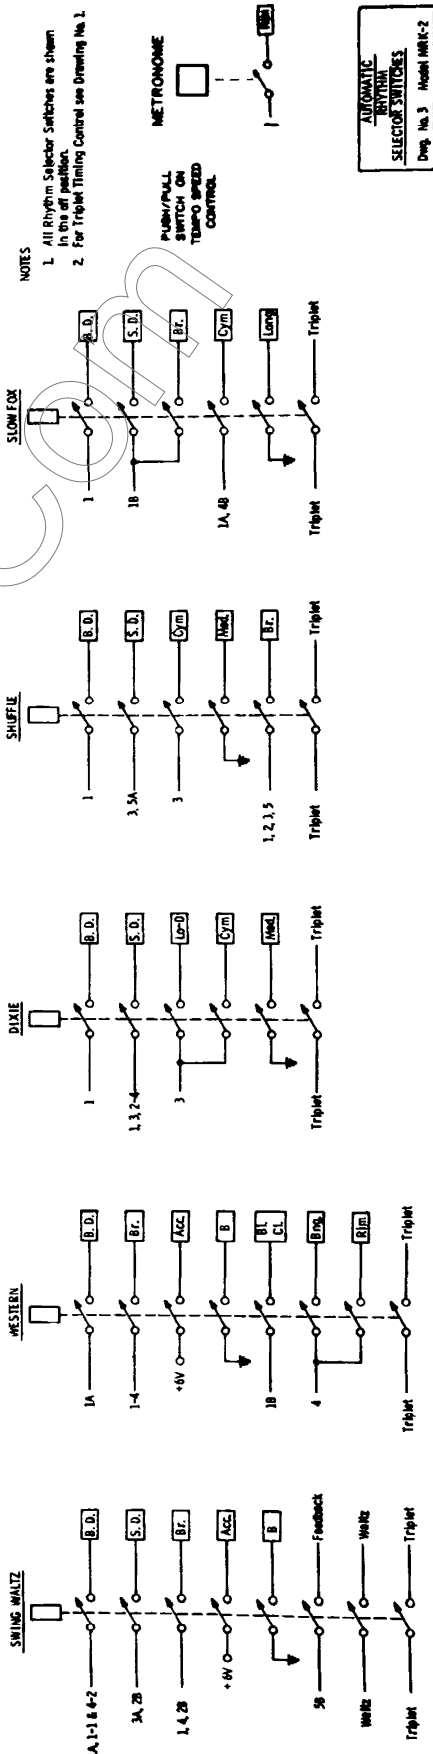 SWING WALTZ
A, 1-1 & 4-2
B. D.
3A, 2B
S. D.
1, 4, 2B
Br.
+ 6V
Acc.
B
5B
Feedback
Waltz
Waltz
Triplet
Triplet
WESTERN
1A
B. D.
1-4
Br.
+6V
Acc.
B
1B
Bl. Cl.
4
Bng.
Rim
Triplet
Triplet
DIXIE
1
B. D.
1, 3, 2-4
S. D.
3
Lo-D
Cym
Med.
Triplet
Triplet
SHUFFLE
1
B. D.
3, 5A
S. D.
3
Cym
Med.
1, 2, 3, 5
Br.
Triplet
Triplet
SLOW FOX
1
B. D.
1B
S. D.
Br.
1A, 4B
Cym
Long
Triplet
Triplet
NOTES
1. All Rhythm Selector Switches are shown
in the off position.
2. For Triplet Timing Control see Drawing No. 1.
METRONOME
PUSH/PULL
SWITCH ON
TEMPO SPEED
CONTROL
1
Rim
AUTOMATIC
RHYTHM
SELECTOR SWITCHES
Dwg. No. 3 Model MRK-2
com